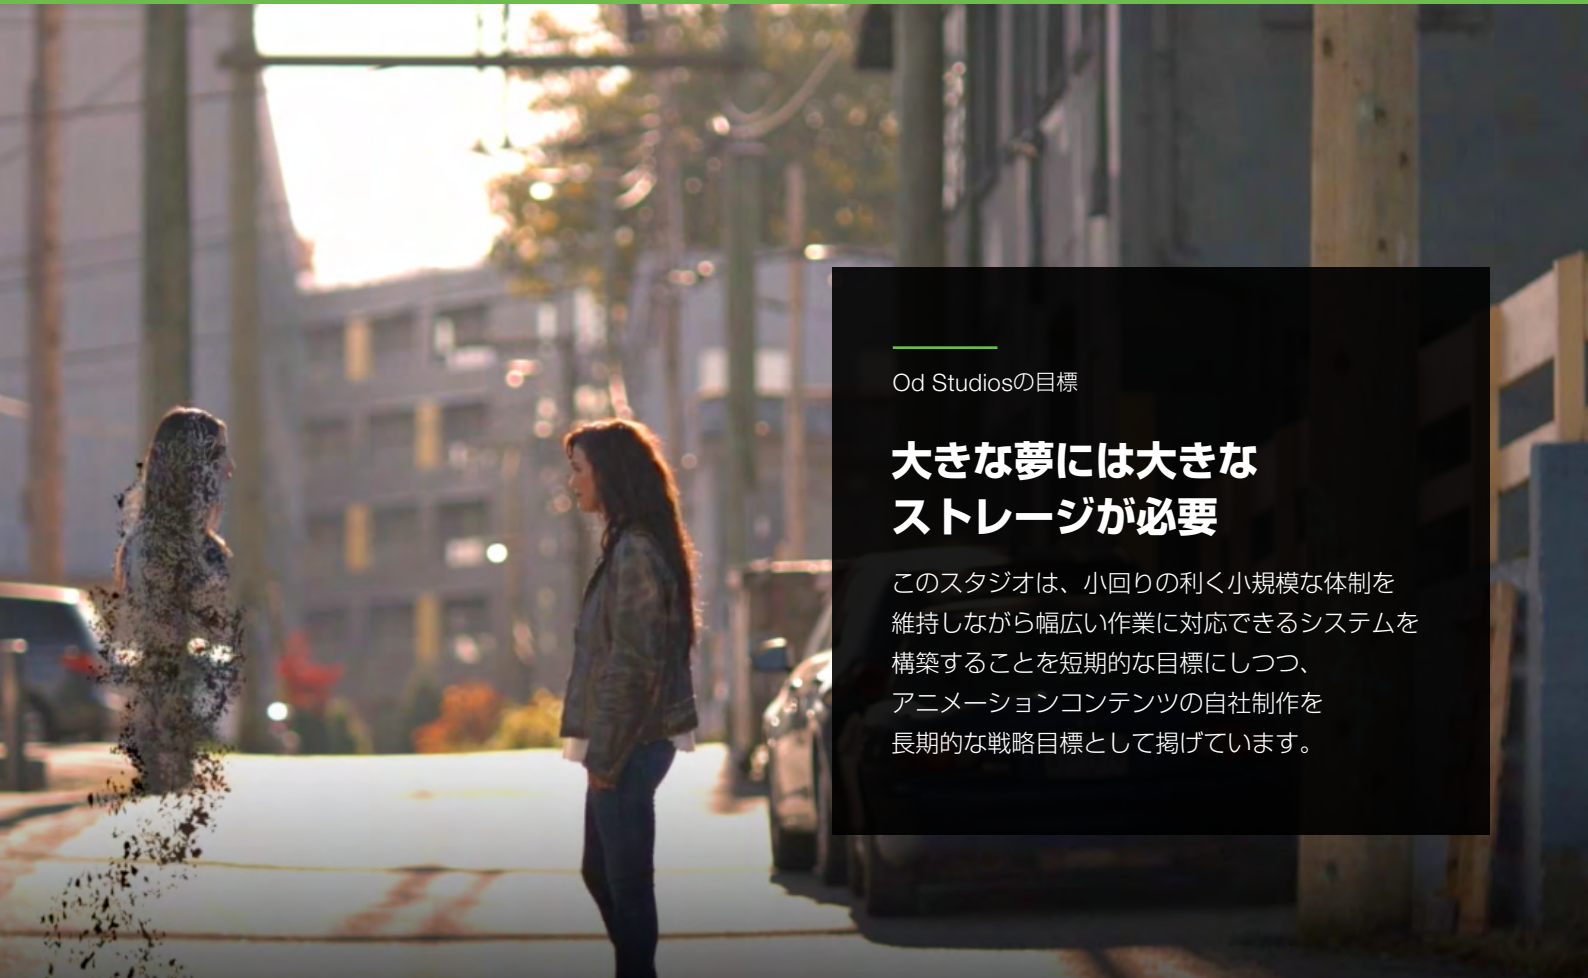 Od Studiosの目標
大きな夢には大きな
ストレージが必要
このスタジオは、小回りの利く小規模な体制を
維持しながら幅広い作業に対応できるシステムを
構築することを短期的な目標にしつつ、
アニメーションコンテンツの自社制作を
長期的な戦略目標として掲げています。